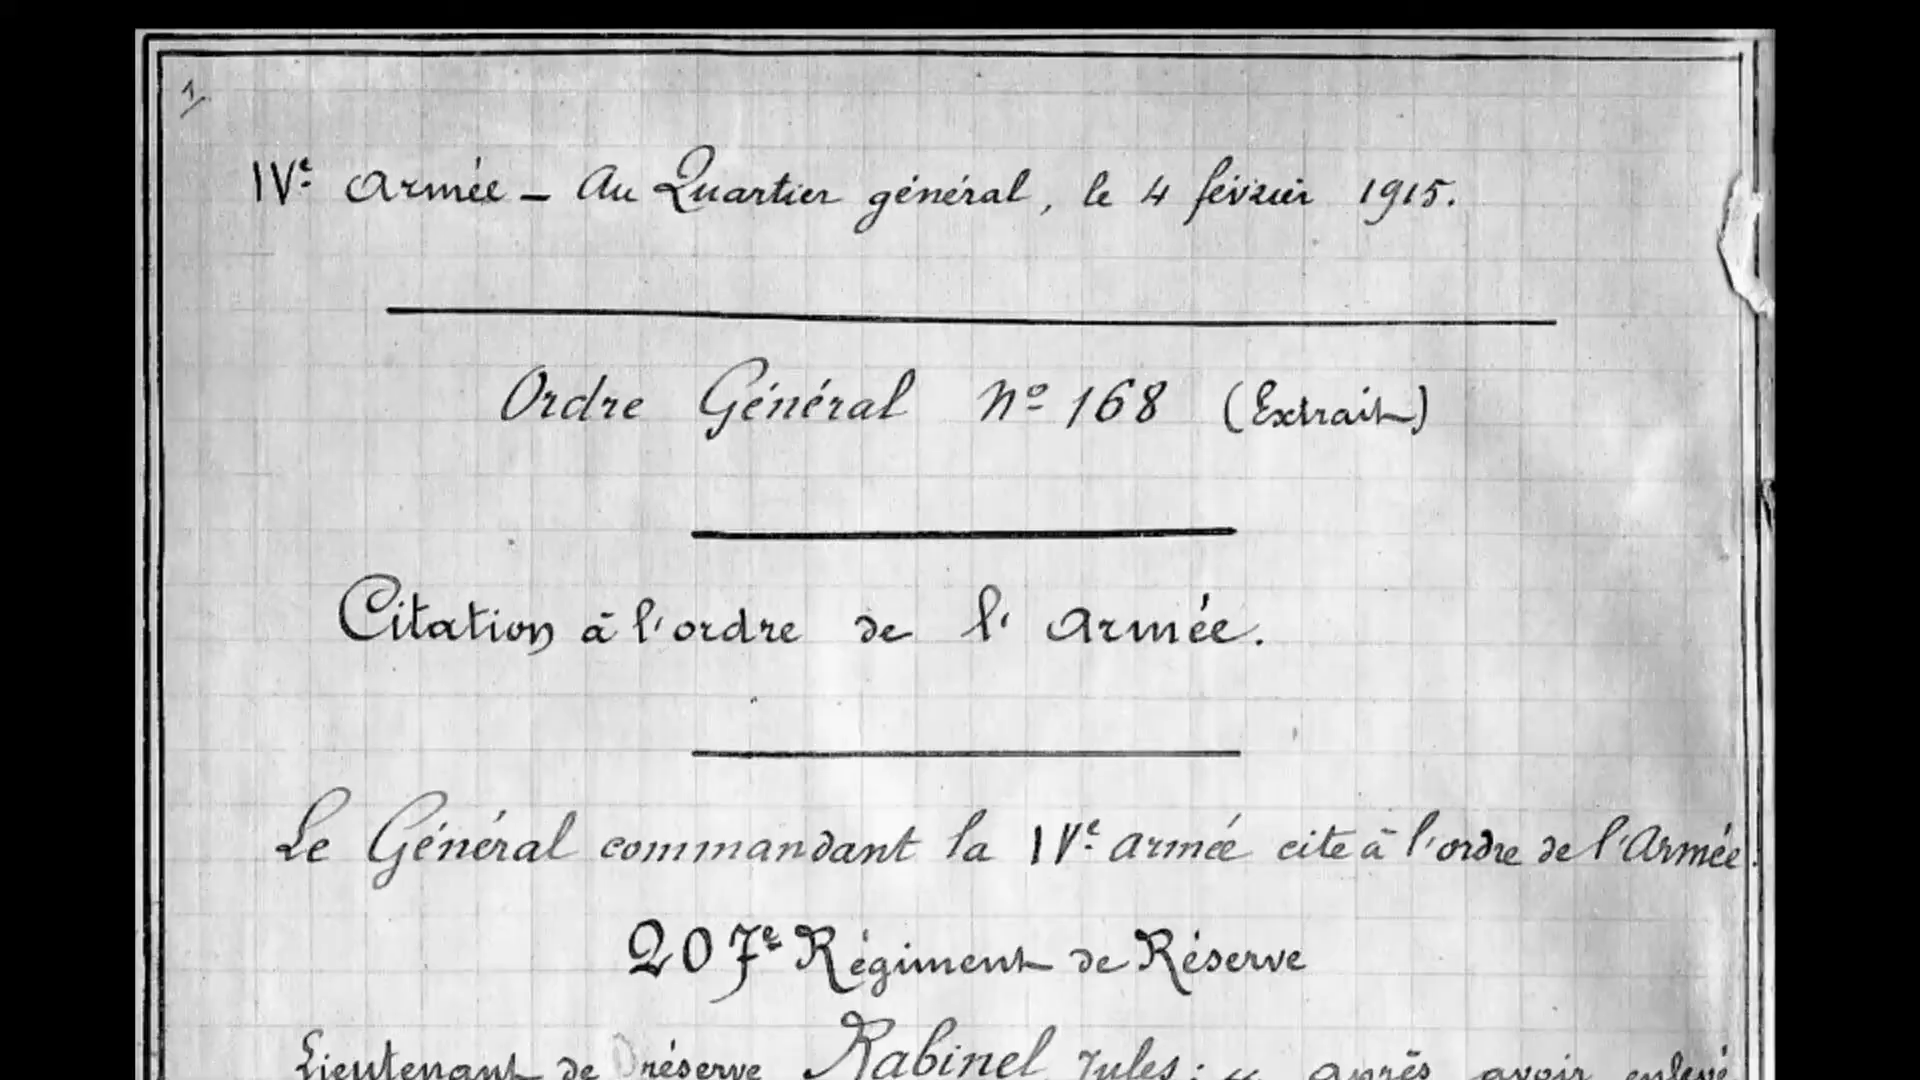 1
IVe Armée – Au Quartier général, le 4 février 1915.
Ordre Général No 168 (Extrait)
Citation à l'ordre de l'Armée.
Le Général commandant la IVe Armée cite à l'ordre de l'Armée:
207e Régiment de Réserve
Lieutenant de réserve Rabinel Jules: " après avoir enlevé